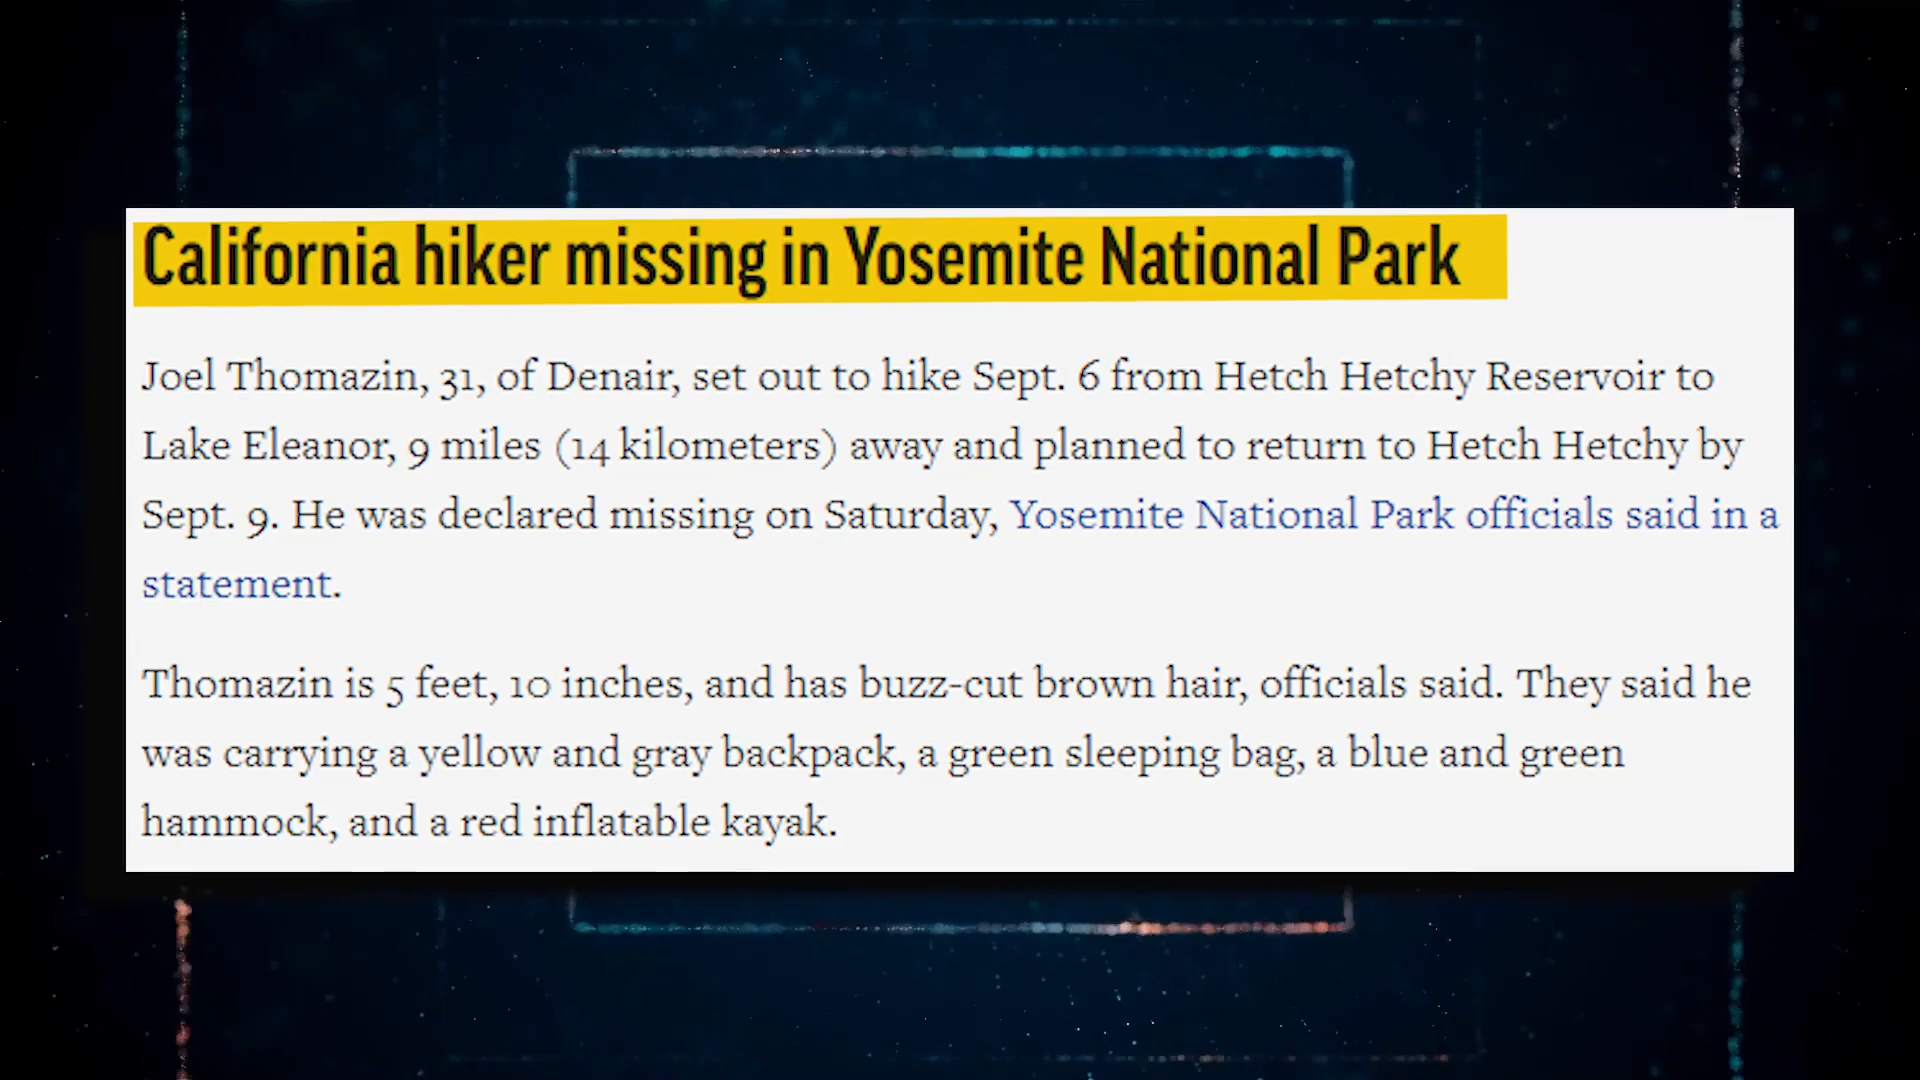 California hiker missing in Yosemite National Park
Joel Thomazin, 31, of Denair, set out to hike Sept. 6 from Hetch Hetchy Reservoir to
Lake Eleanor, 9 miles (14 kilometers) away and planned to return to Hetch Hetchy by
Sept. 9. He was declared missing on Saturday, Yosemite National Park officials said in a
statement.
Thomazin is 5 feet, 10 inches, and has buzz-cut brown hair, officials said. They said he
was carrying a yellow and gray backpack, a green sleeping bag, a blue and green
hammock, and a red inflatable kayak.